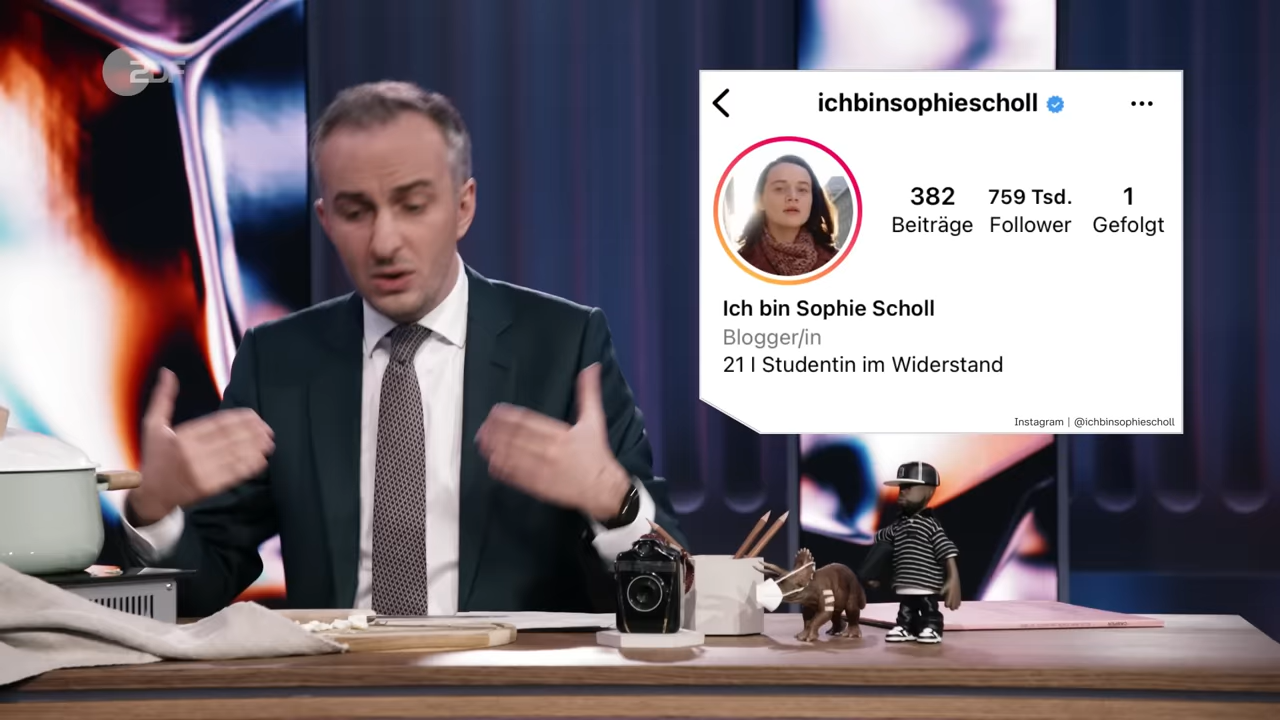 ZDF
ichbinsophiescholl
382 759 Tsd. 1
Beiträge Follower Gefolgt
Ich bin Sophie Scholl
Blogger/in
21 I Studentin im Widerstand
Instagram | @ichbinsophiescholl